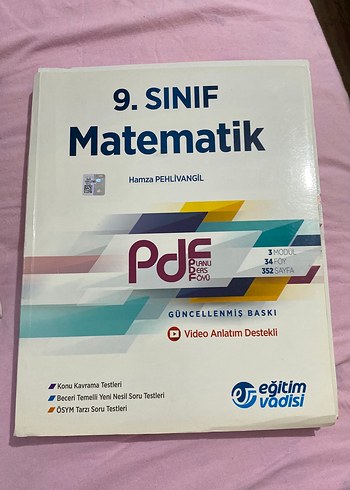 9. SINIF
Matematik
Hamza PEHLİVANGİL
PdF
PLANLI
DERS
FÖYÜ
3 MODÜL
34 FÖY
352 SAYFA
GÜNCELLENMİŞ BASKI
Video Anlatım Destekli
Konu Kavrama Testleri
Beceri Temelli Yeni Nesil Soru Testleri
ÖSYM Tarzı Soru Testleri
eğitim
vadisi